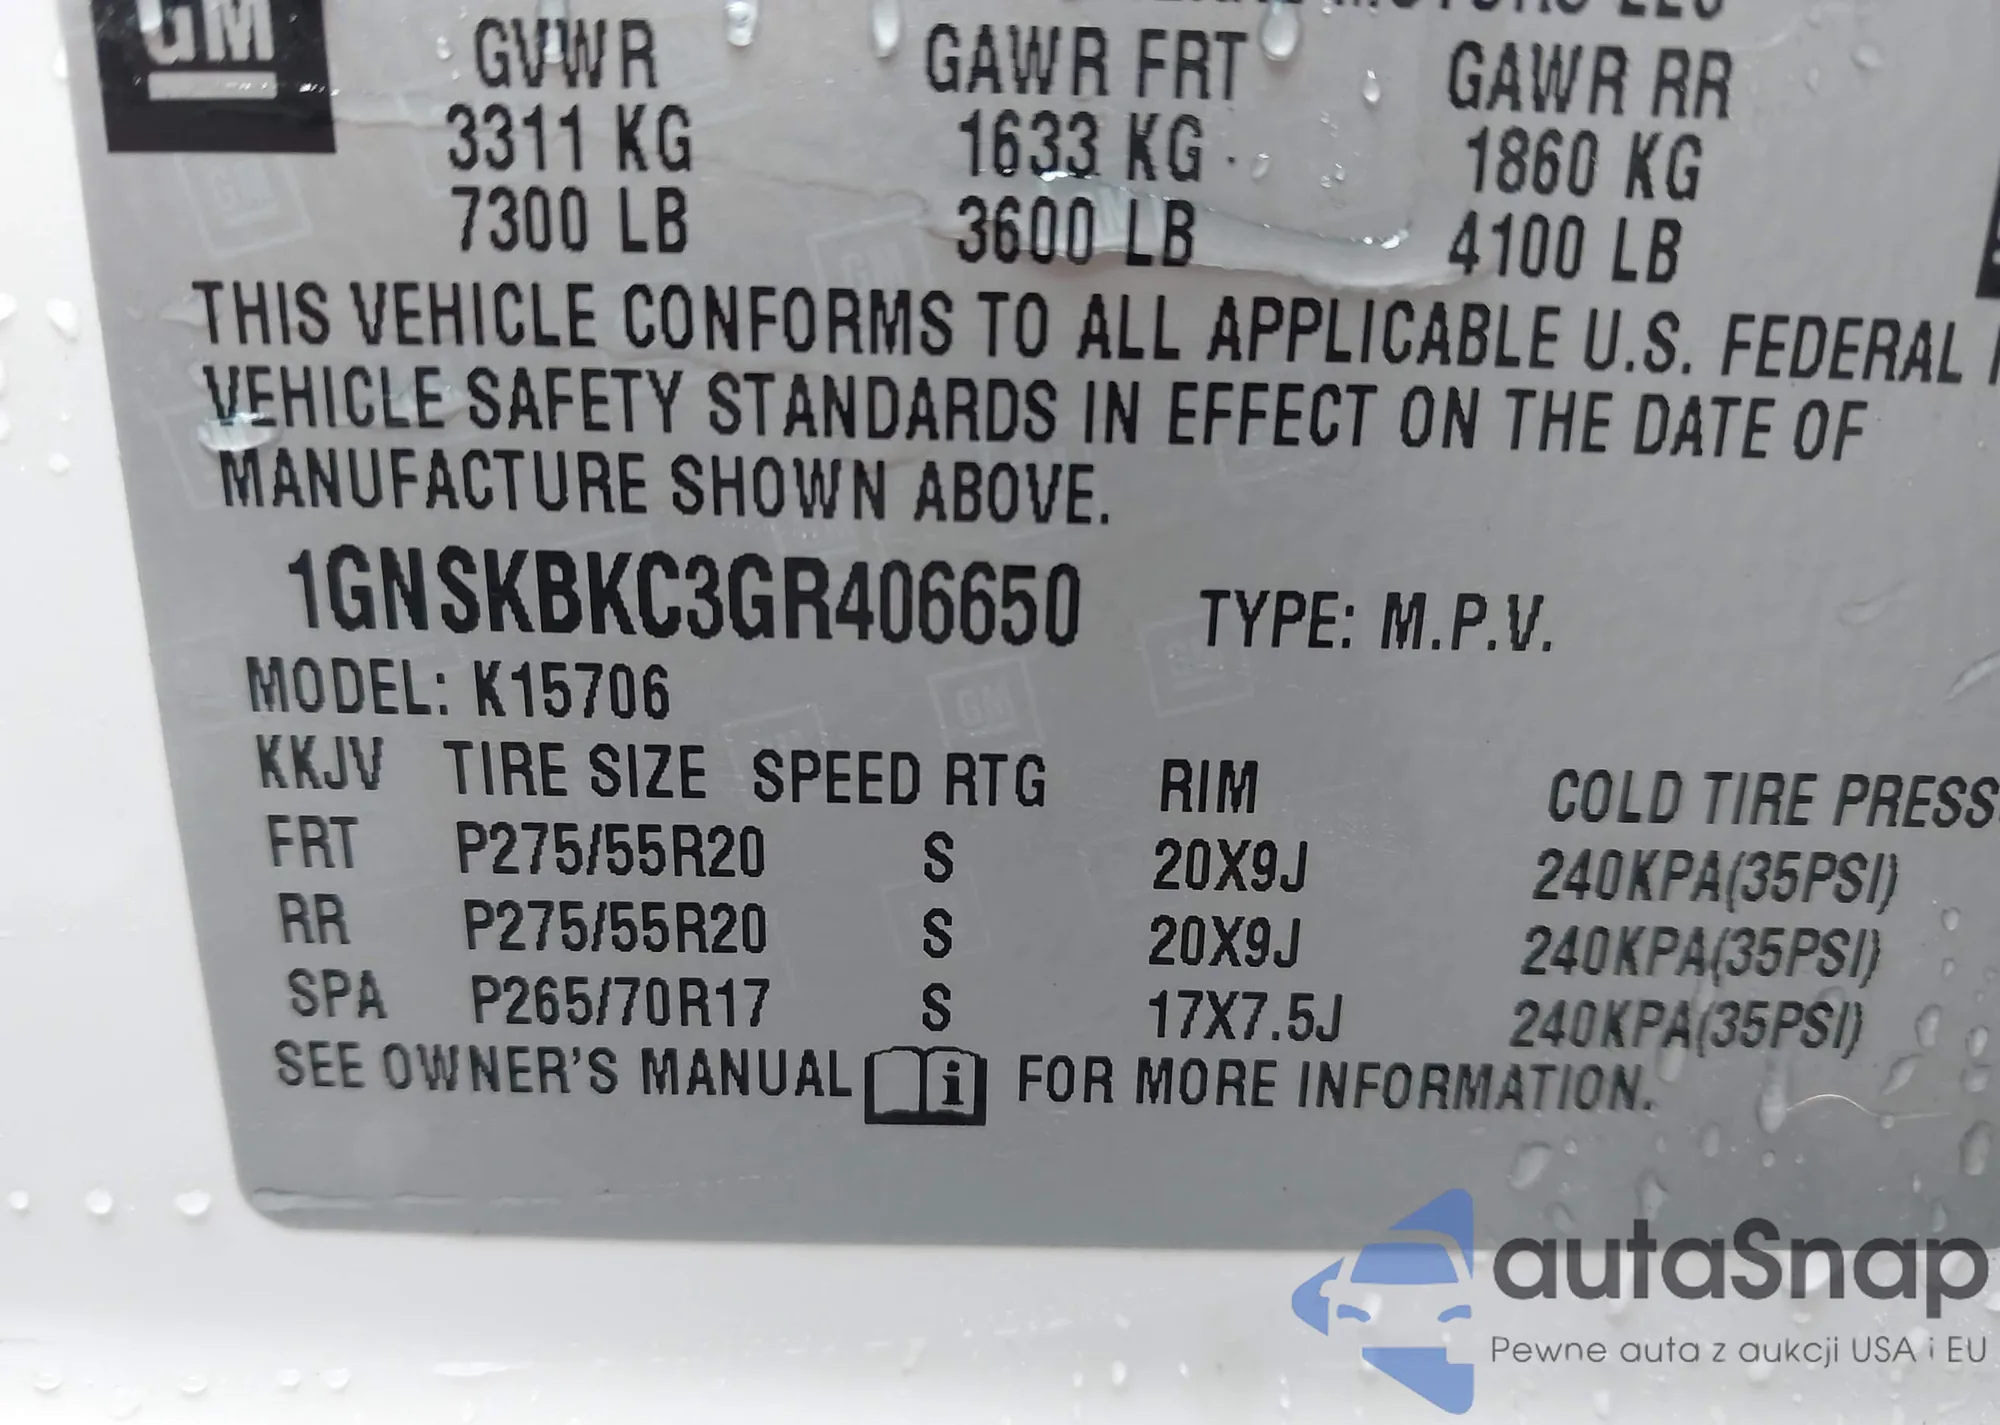 GM
GVWR GAWR FRT GAWR RR
3311 KG 1633 KG 1860 KG
7300 LB 3600 LB 4100 LB
THIS VEHICLE CONFORMS TO ALL APPLICABLE U.S. FEDERAL
VEHICLE SAFETY STANDARDS IN EFFECT ON THE DATE OF
MANUFACTURE SHOWN ABOVE.
1GNSKBKC3GR406650 TYPE: M.P.V.
MODEL: K15706
KKJV TIRE SIZE SPEED RTG RIM COLD TIRE PRESS
FRT P275/55R20 S 20X9J 240KPA(35PSI)
RR P275/55R20 S 20X9J 240KPA(35PSI)
SPA P265/70R17 S 17X7.5J 240KPA(35PSI)
SEE OWNER'S MANUAL i FOR MORE INFORMATION.
autaSnap
Pewne auta z aukcji USA i EU